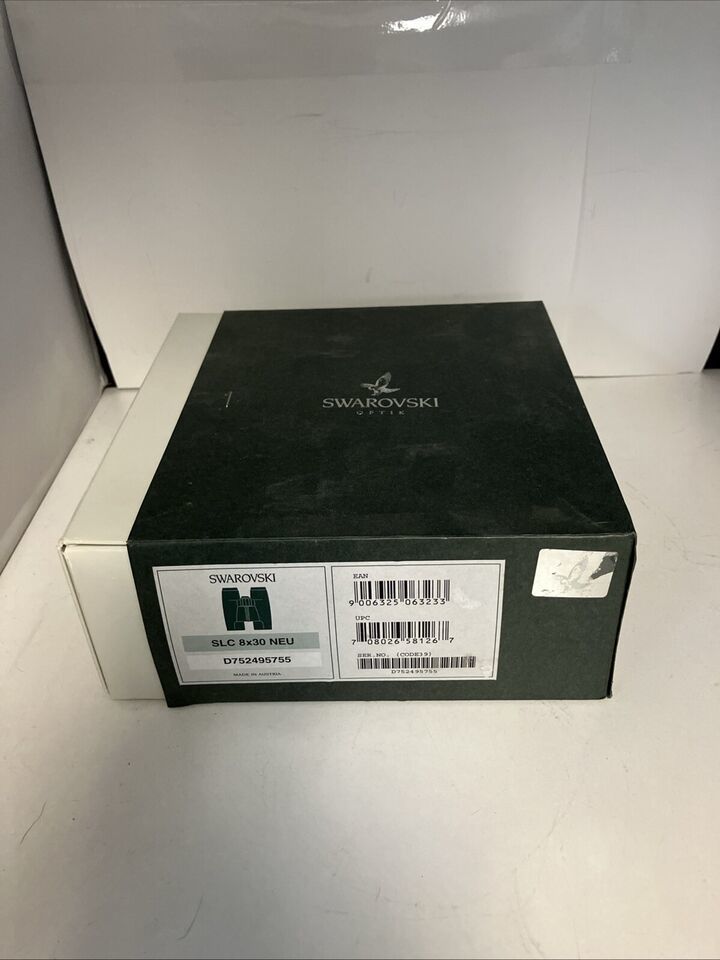 SWAROVSKI
OPTIK
SWAROVSKI
SLC 8x30 NEU
D752495755
MADE IN AUSTRIA
EAN
9 006325 063233
UPC
7 08026 58126 7
SER.NO. (CODE39)
D752495755